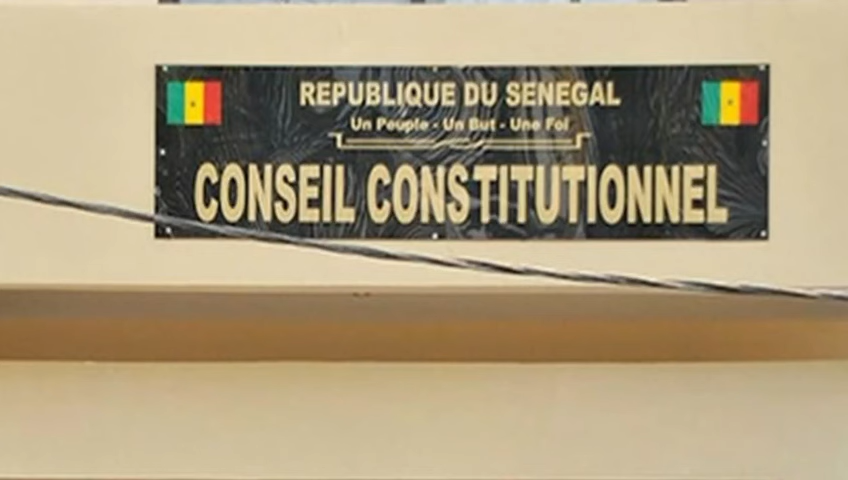 REPUBLIQUE DU SENEGAL
Un Peuple - Un But - Une Foi
CONSEIL CONSTITUTIONNEL